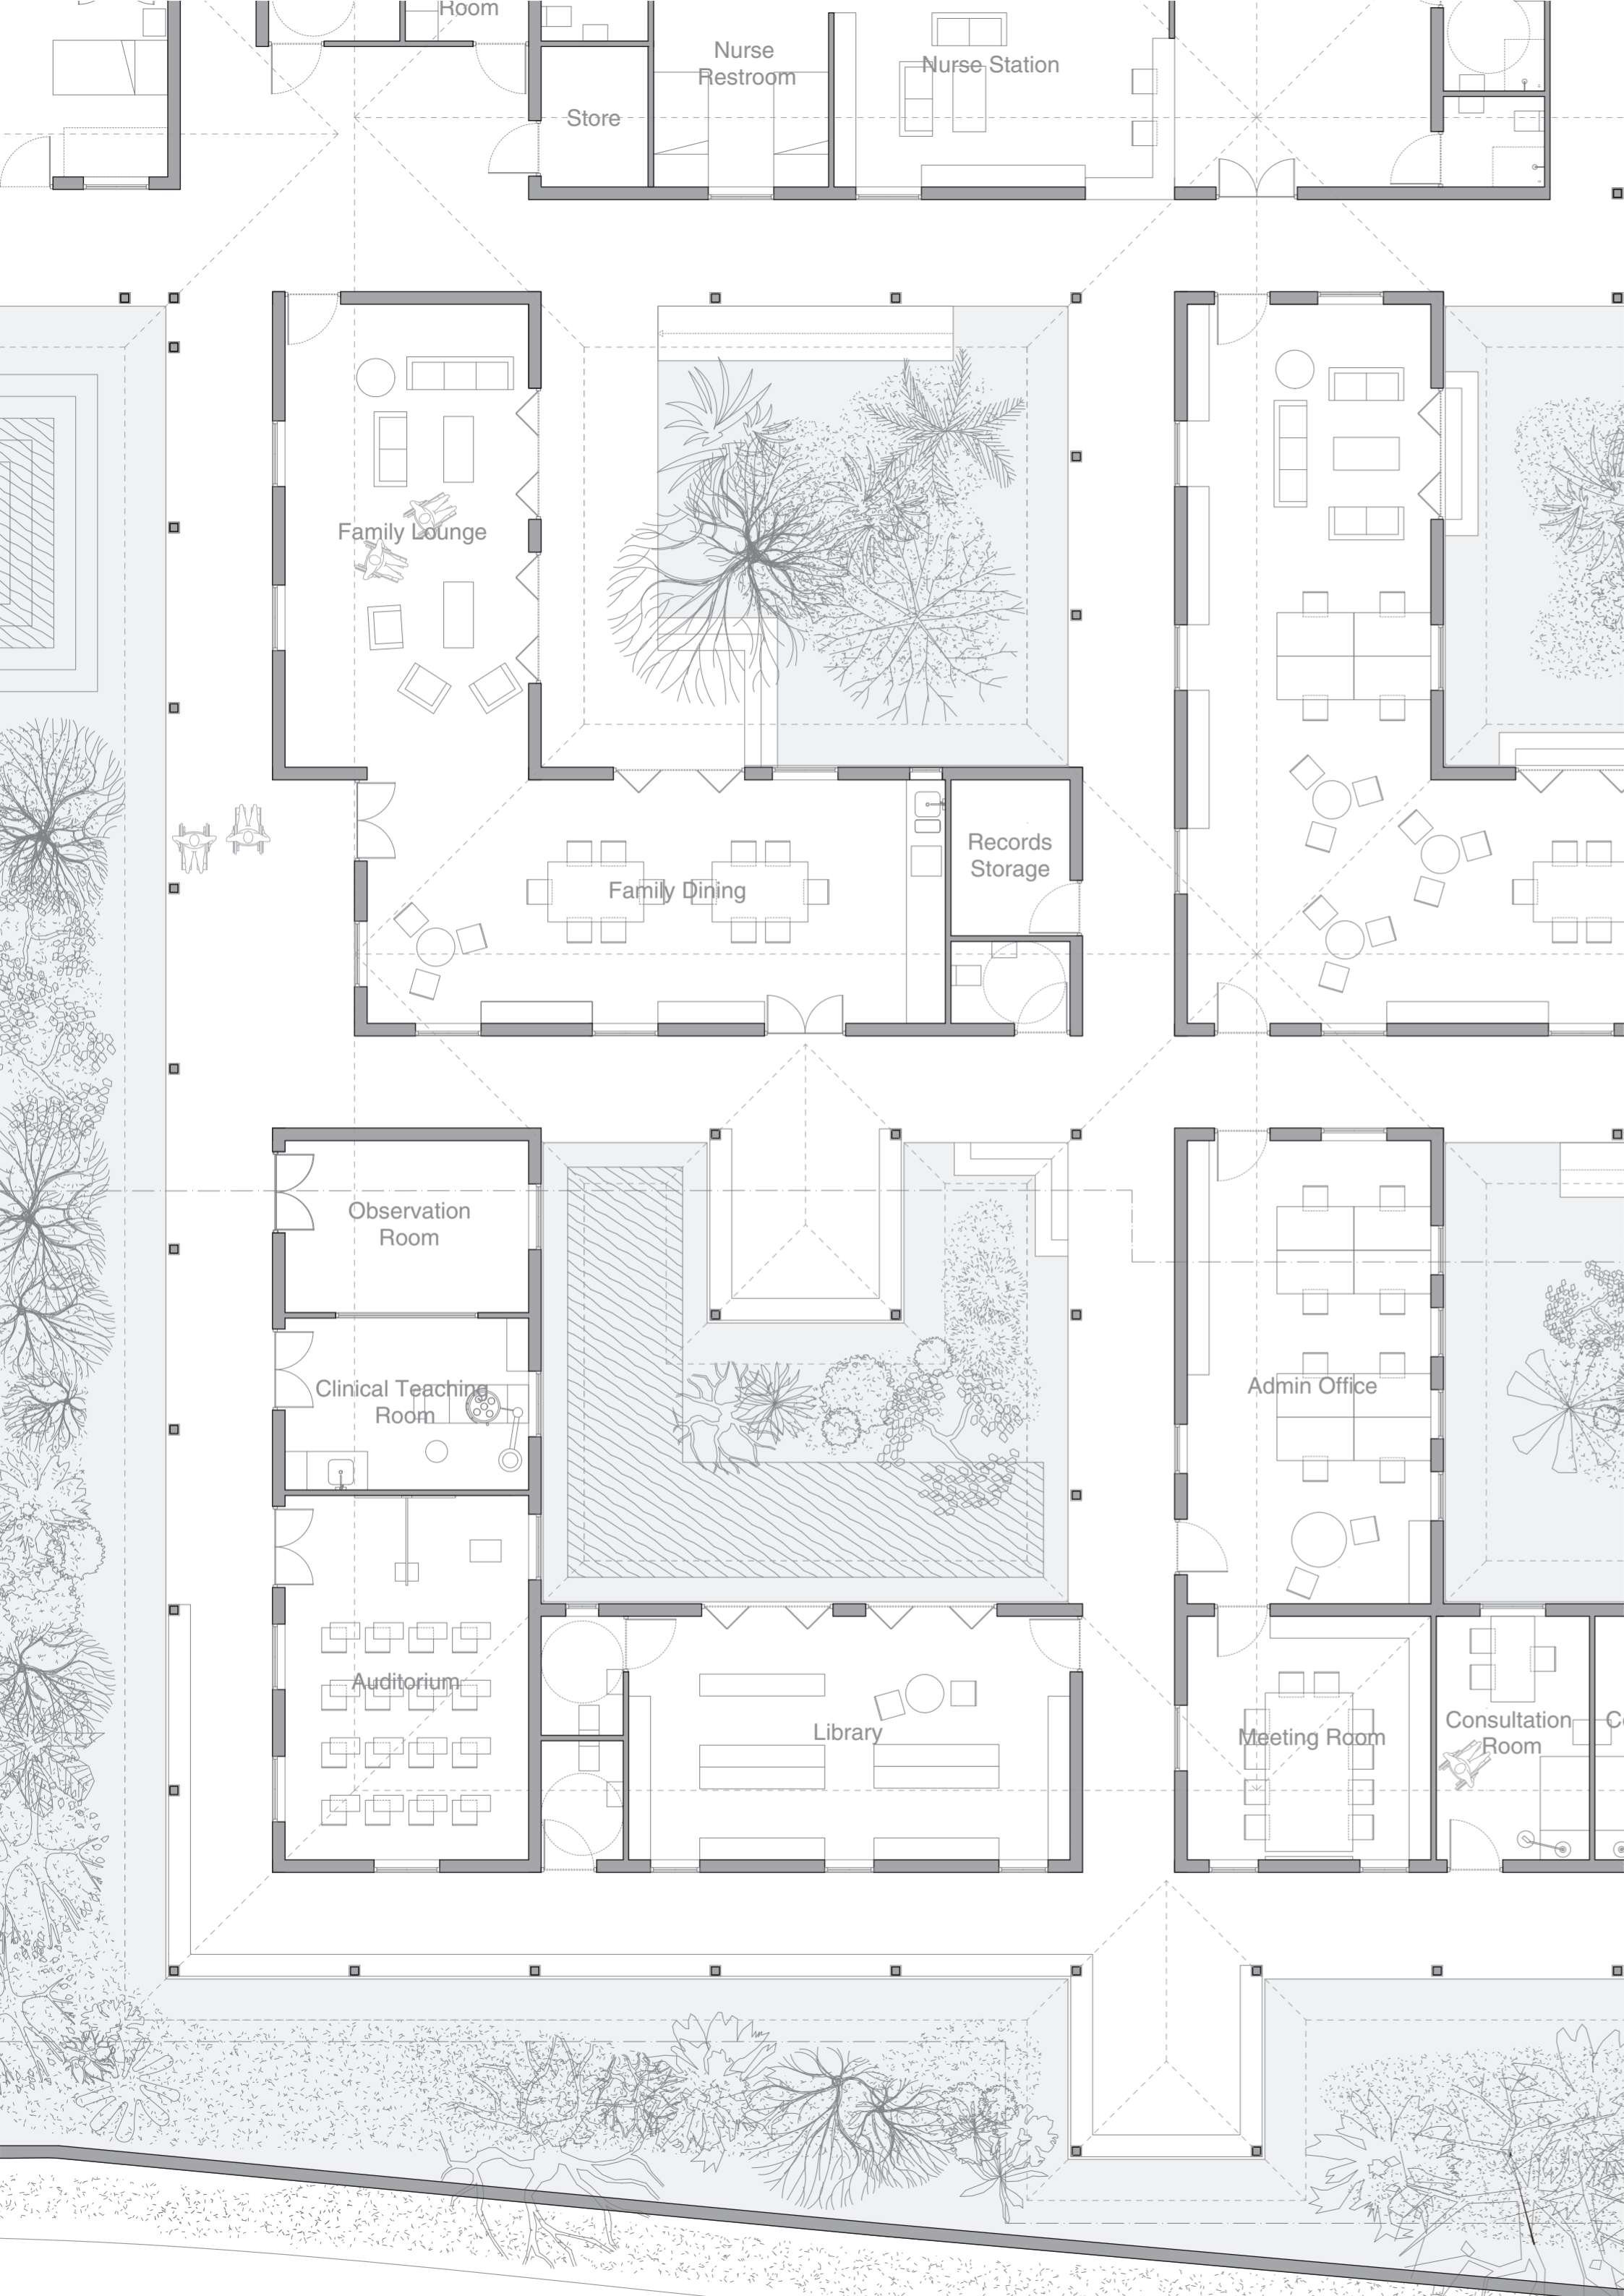 Room
Nurse
Restroom
Nurse Station
Store
Family Lounge
Records
Storage
Family Dining
Observation
Room
Clinical Teaching
Room
Admin Office
Auditorium
Library
Meeting Room
Consultation
Room